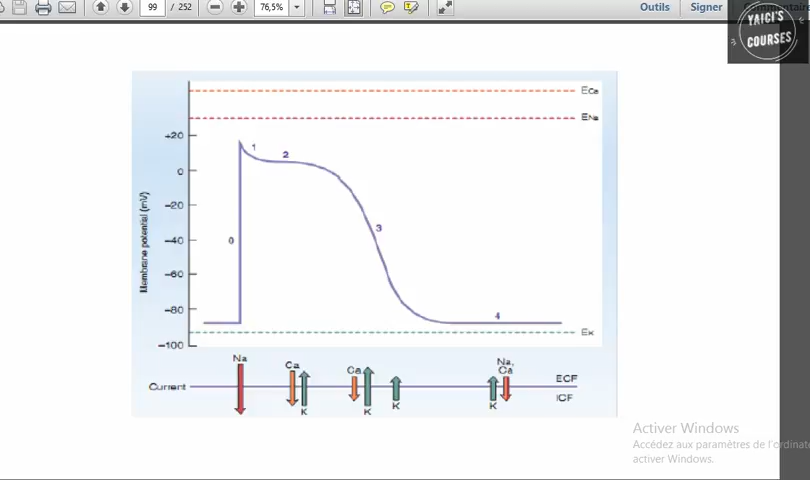 99 / 252
76,5%
Outils
Signer
Commentaire
YAICI'S
COURSES
ECa
ENa
+20
0
−20
−40
−60
−80
−100
Membrane potential (mV)
0
1
2
3
4
EK
Na
Ca
K
Ca
K
K
Na,
Ca
K
Current
ECF
ICF
Activer Windows
Accédez aux paramètres de l'ordinate
activer Windows.